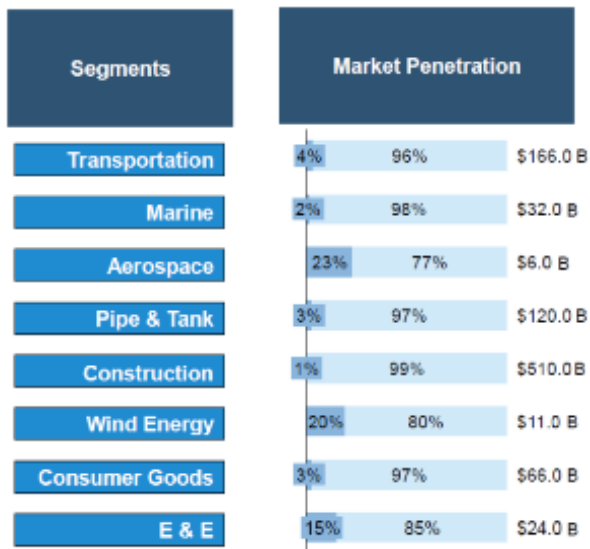 Segments Market Penetration
Transportation 4% 96% $166.0 B
Marine 2% 98% $32.0 B
Aerospace 23% 77% $6.0 B
Pipe & Tank 3% 97% $120.0 B
Construction 1% 99% $510.0B
Wind Energy 20% 80% $11.0 B
Consumer Goods 3% 97% $66.0 B
E & E 15% 85% $24.0 B